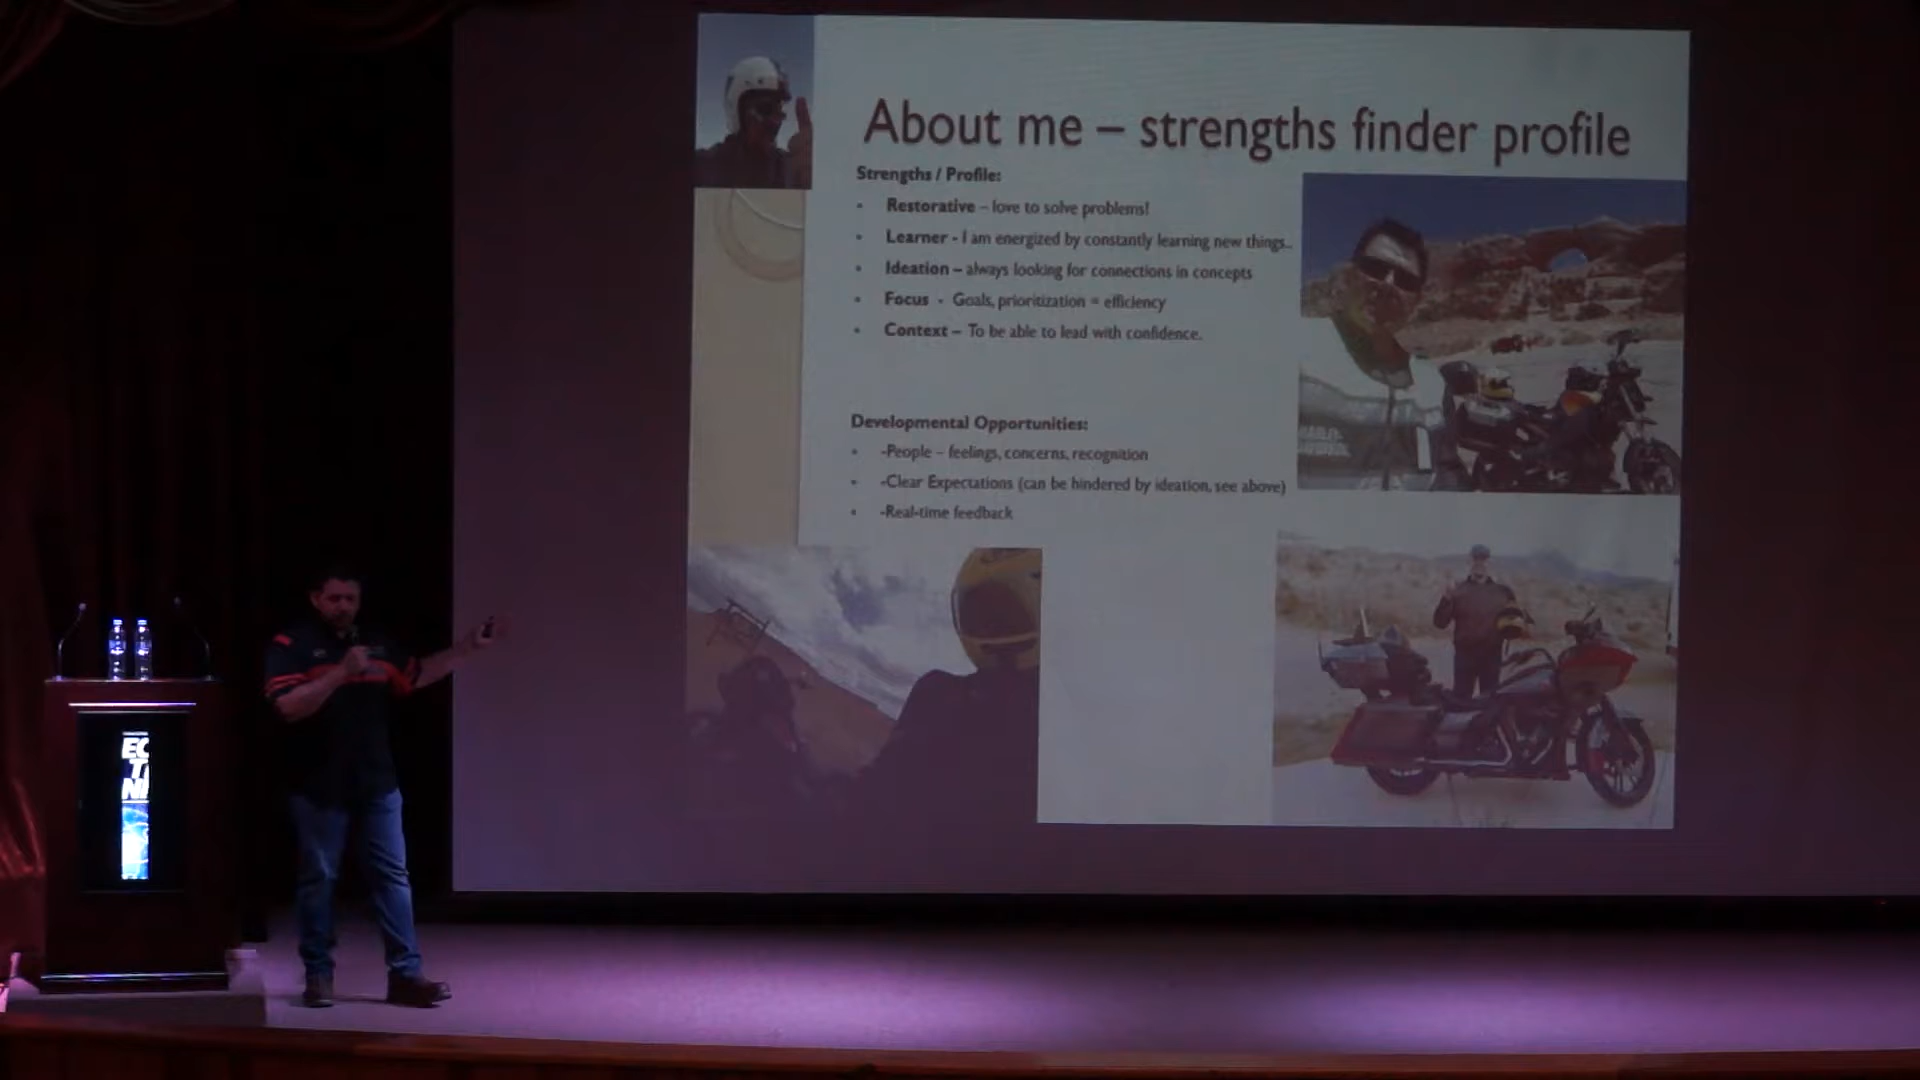 About me – strengths finder profile
Strengths / Profile:
• Restorative – love to solve problems!
• Learner - I am energized by constantly learning new things..
• Ideation – always looking for connections in concepts
• Focus - Goals, prioritization = efficiency
• Context – To be able to lead with confidence.
Developmental Opportunities:
• -People – feelings, concerns, recognition
• -Clear Expectations (can be hindered by ideation, see above)
• -Real-time feedback